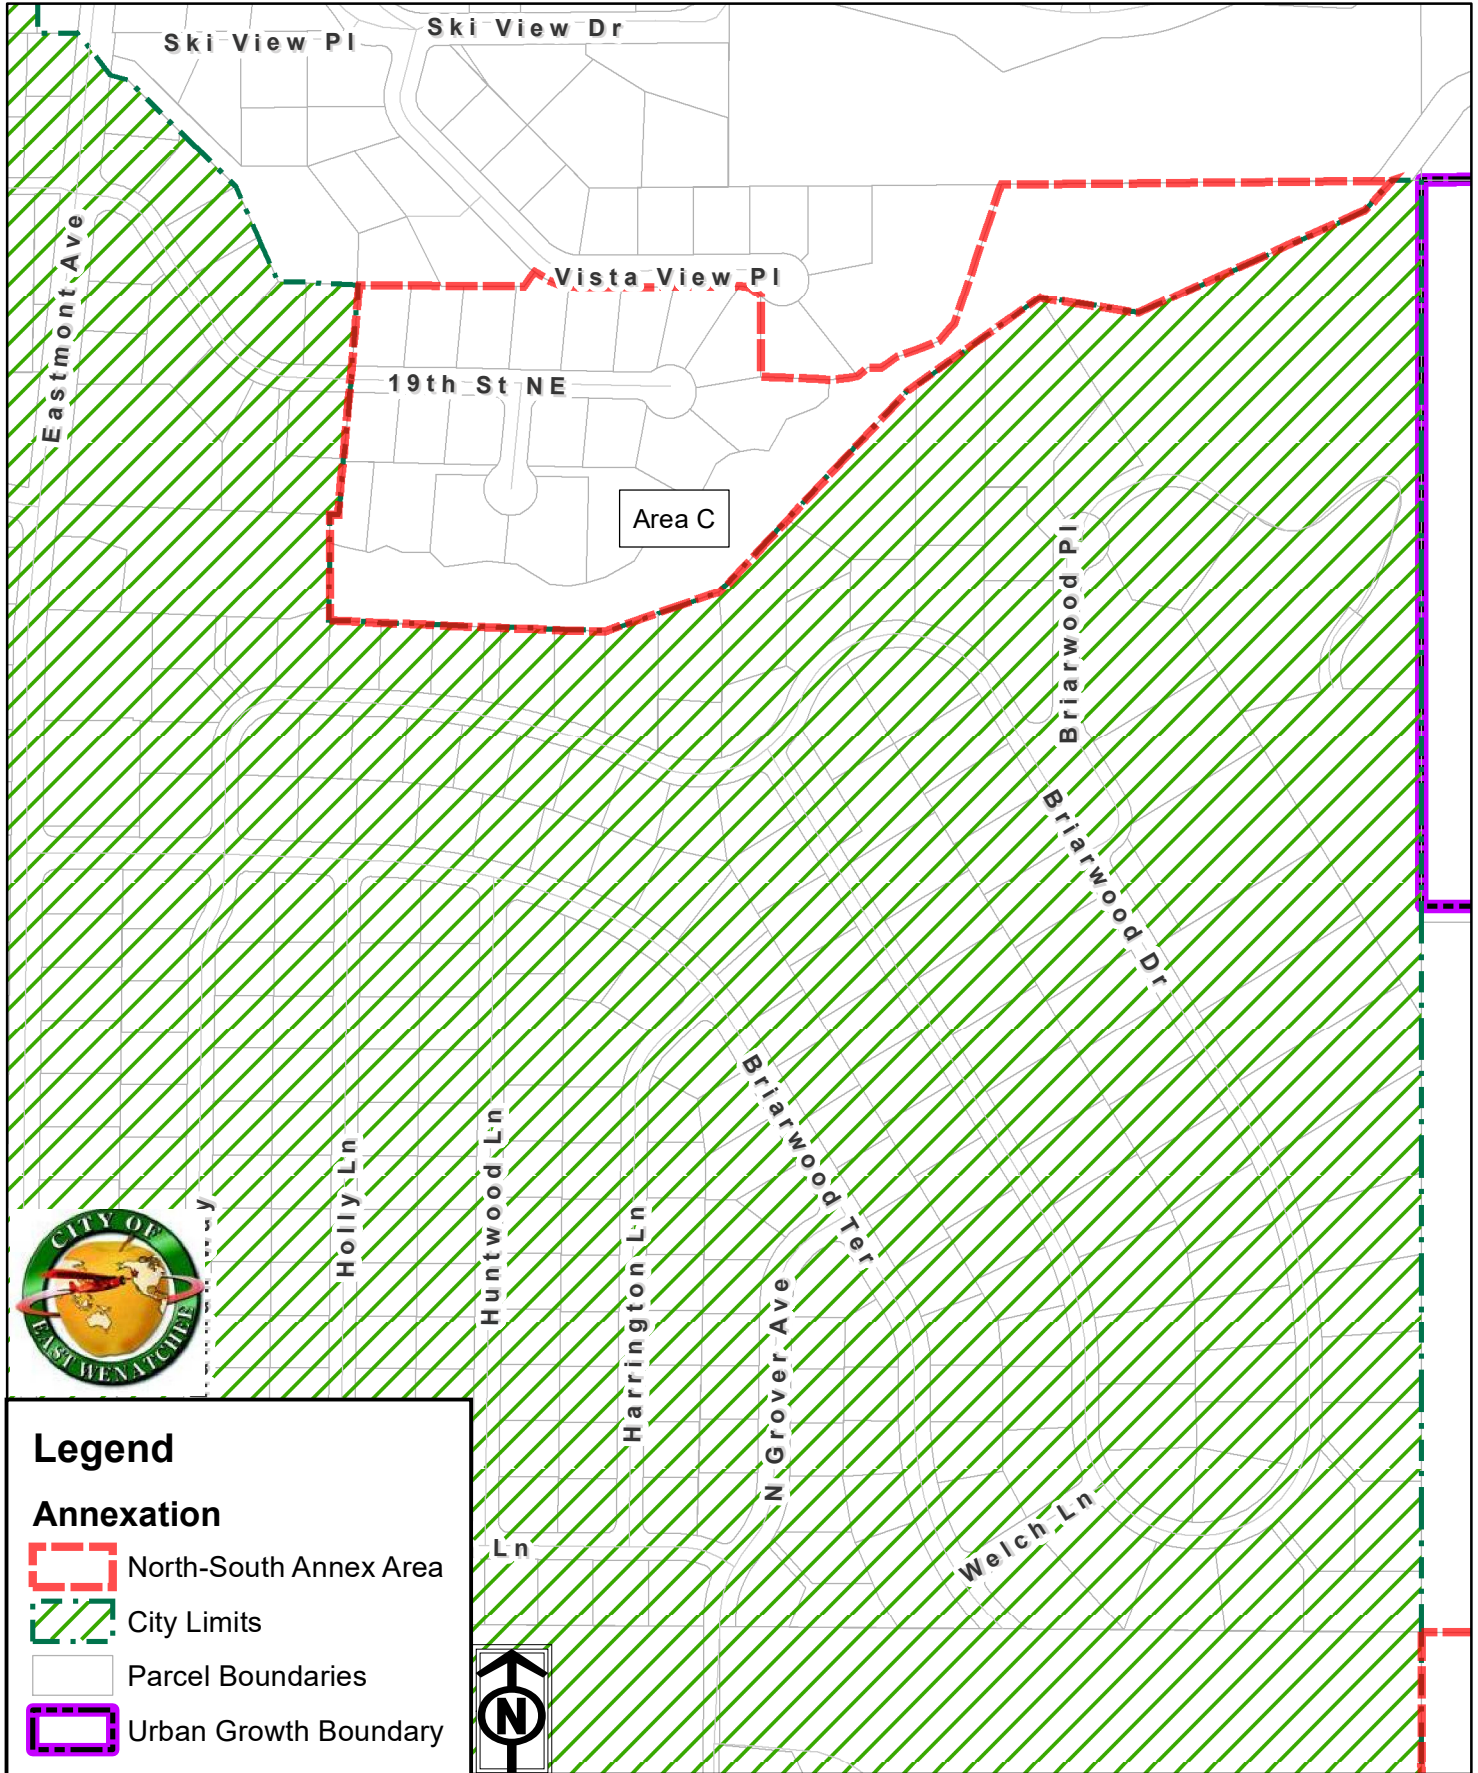 Ski View Pl
Ski View Dr
Eastmont Ave
Vista View Pl
19th St NE
Area C
Briarwood Pl
Briarwood Dr
Briarwood Ter
Holly Ln
Huntwood Ln
Harrington Ln
N Grover Ave
Welch Ln
Ln
CITY OF
EAST WENATCHEE
Legend
Annexation
North-South Annex Area
City Limits
Parcel Boundaries
Urban Growth Boundary
N